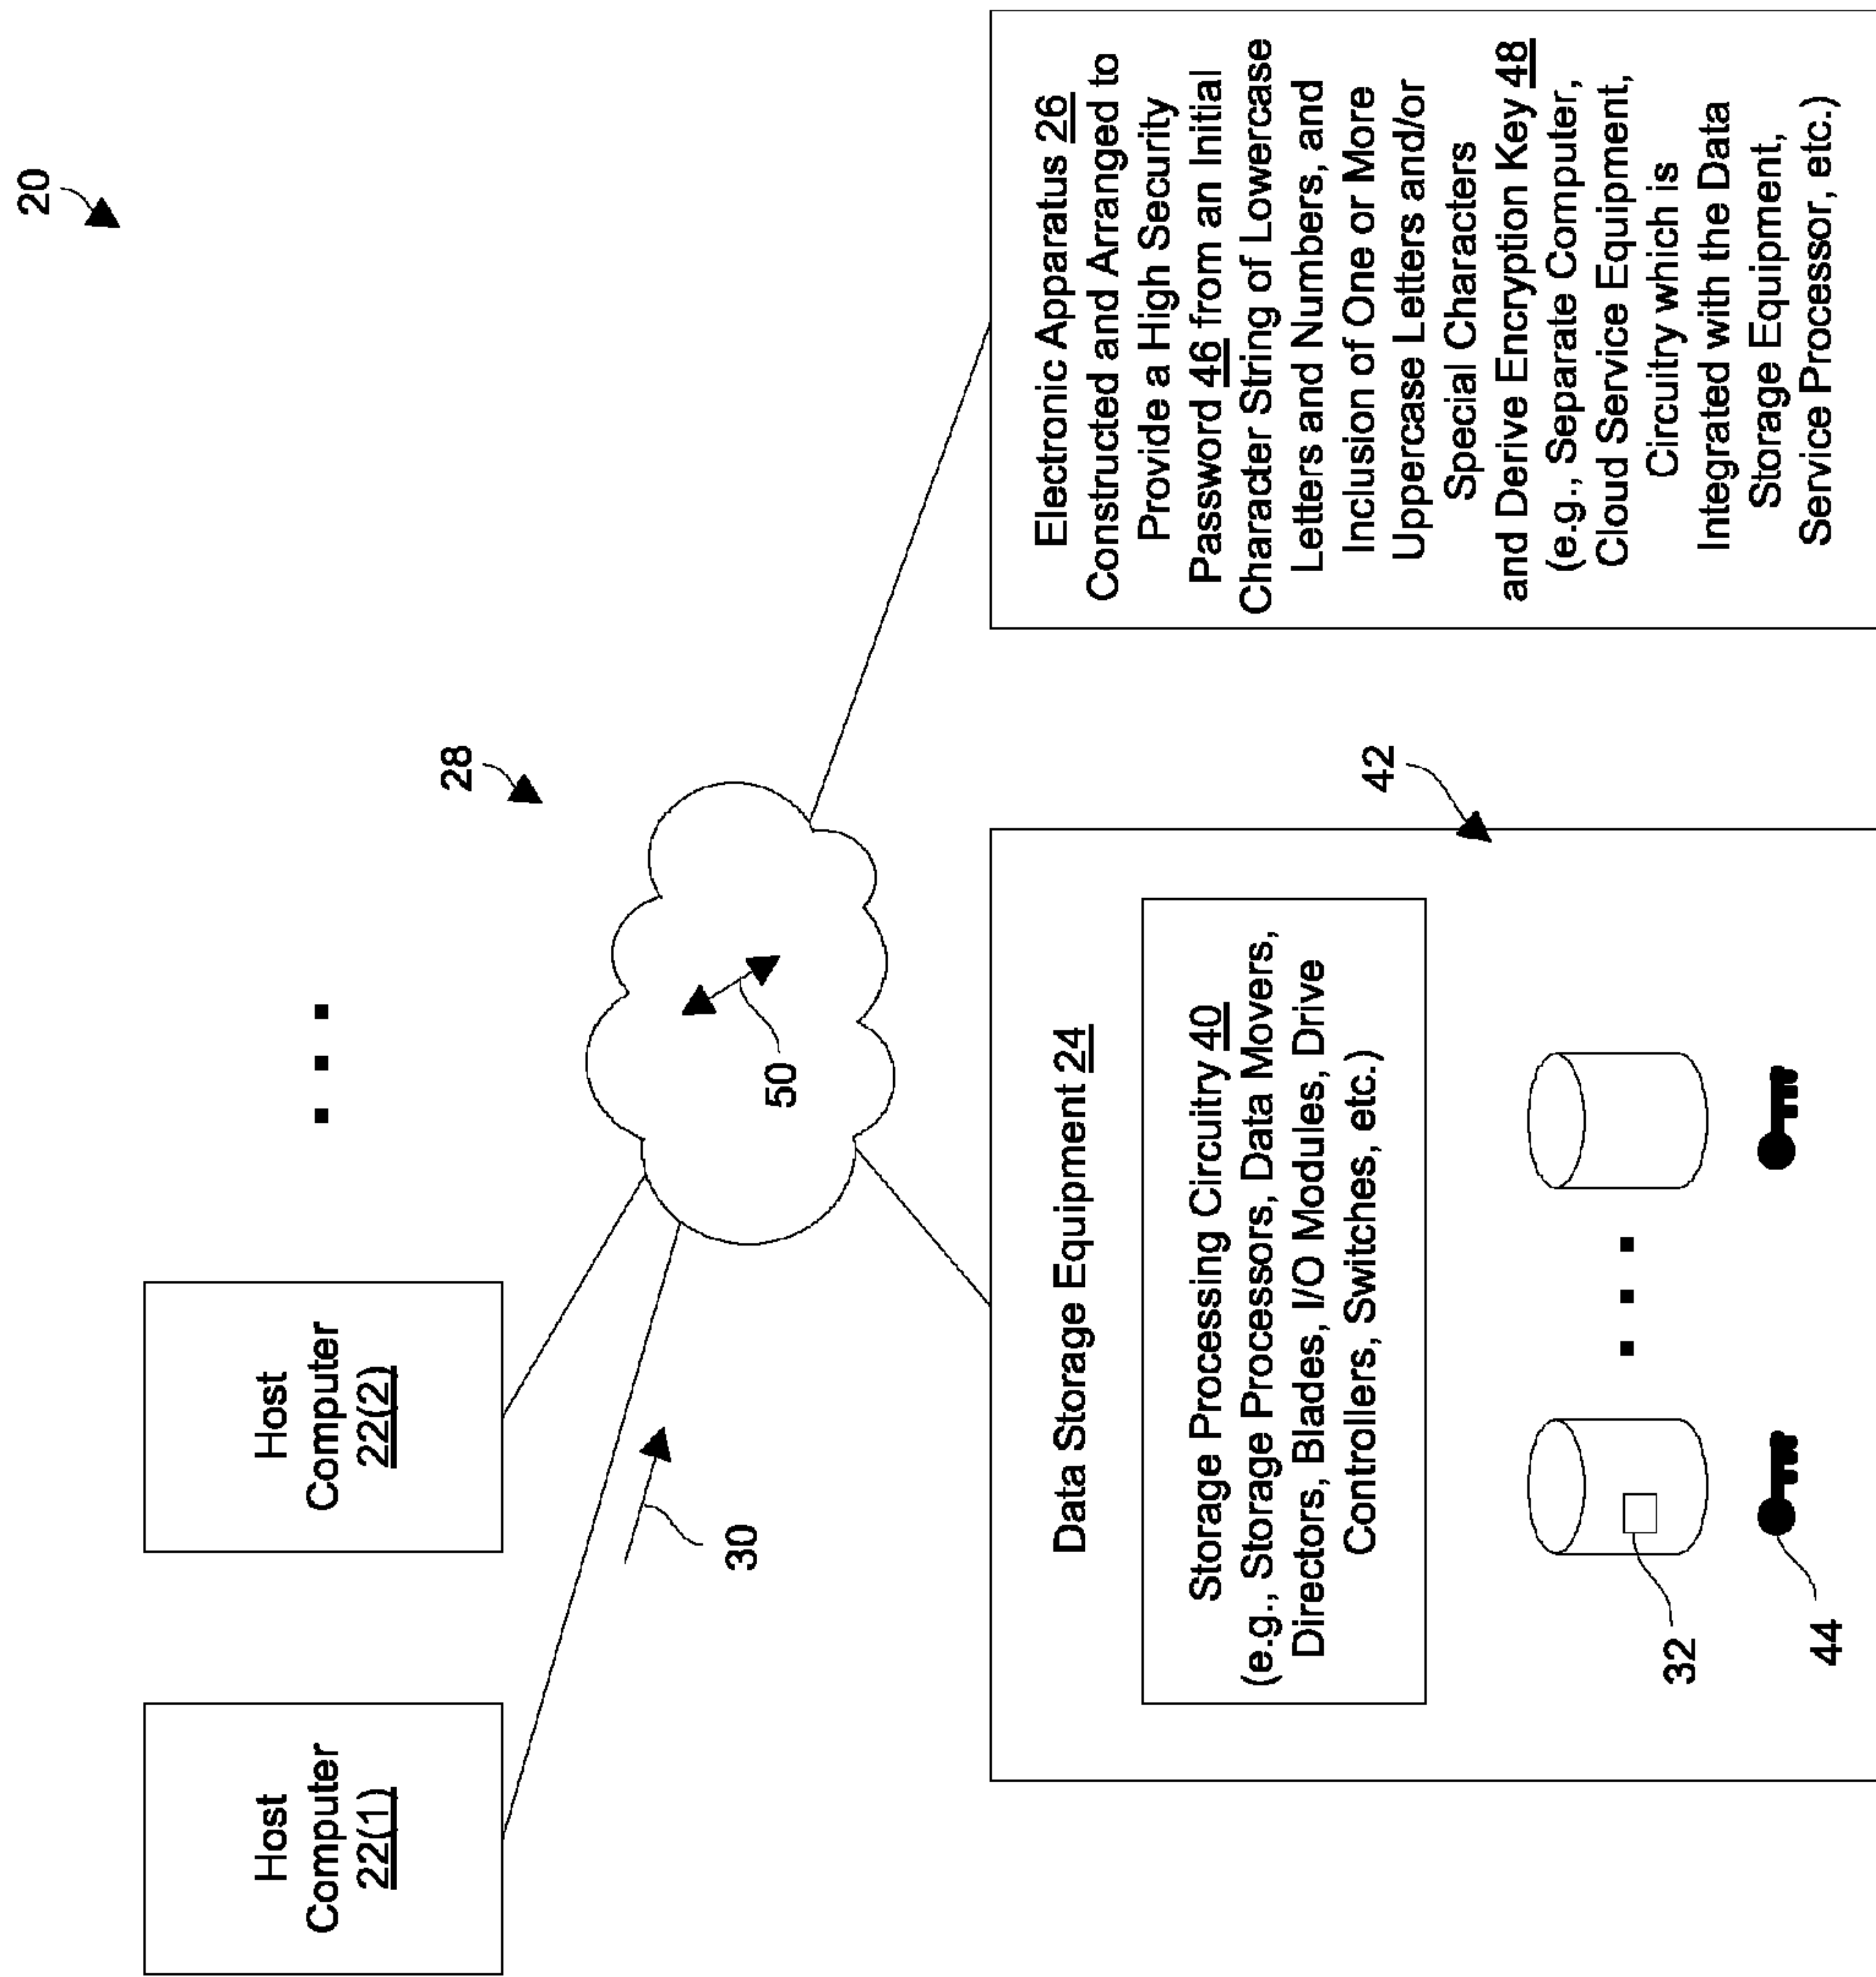 20
Host
Computer
22(1)
Host
Computer
22(2)
28
30
50
Data Storage Equipment 24
42
Storage Processing Circuitry 40
(e.g., Storage Processors, Data Movers,
Directors, Blades, I/O Modules, Drive
Controllers, Switches, etc.)
32
44
Electronic Apparatus 26
Constructed and Arranged to
Provide a High Security
Password 46 from an Initial
Character String of Lowercase
Letters and Numbers, and
Inclusion of One or More
Uppercase Letters and/or
Special Characters
and Derive Encryption Key 48
(e.g., Separate Computer,
Cloud Service Equipment,
Circuitry which is
Integrated with the Data
Storage Equipment,
Service Processor, etc.)